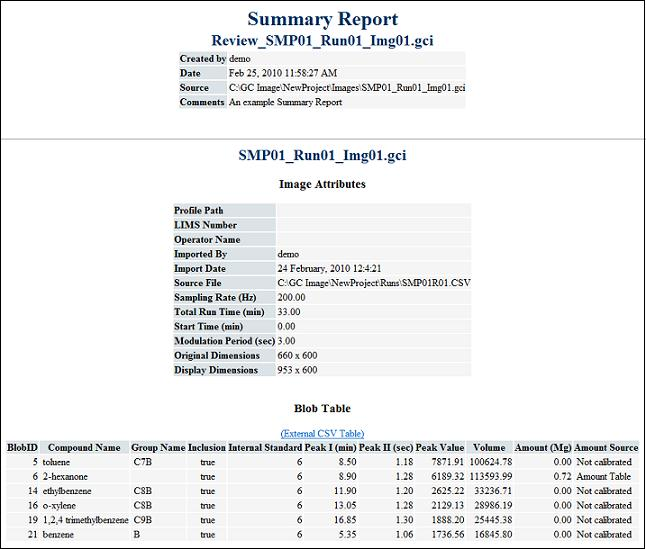 Summary Report
Review_SMP01_Run01_Img01.gci
Created by demo
Date Feb 25, 2010 11:58:27 AM
Source C:\GC Image\NewProject\Images\SMP01_Run01_Img01.gci
Comments An example Summary Report
SMP01_Run01_Img01.gci
Image Attributes
Profile Path
LIMS Number
Operator Name
Imported By demo
Import Date 24 February, 2010 12:4:21
Source File C:\GC Image\NewProject\Runs\SMP01R01.CSV
Sampling Rate (Hz) 200.00
Total Run Time (min) 33.00
Start Time (min) 0.00
Modulation Period (sec) 3.00
Original Dimensions 660 x 600
Display Dimensions 953 x 600
Blob Table
(External CSV Table)
BlobID Compound Name Group Name Inclusion Internal Standard Peak I (min) Peak II (sec) Peak Value Volume Amount (Mg) Amount Source
5 toluene C7B true 6 8.50 1.18 7871.91 100624.78 0.00 Not calibrated
6 2-hexanone true 6 8.90 1.28 6189.32 113593.99 0.72 Amount Table
14 ethylbenzene C8B true 6 11.90 1.20 2625.22 33236.71 0.00 Not calibrated
16 o-xylene C8B true 6 13.05 1.28 2129.13 28986.19 0.00 Not calibrated
19 1,2,4 trimethylbenzene C9B true 6 16.85 1.30 1888.20 25445.38 0.00 Not calibrated
21 benzene B true 6 5.35 1.06 1736.56 16845.80 0.00 Not calibrated